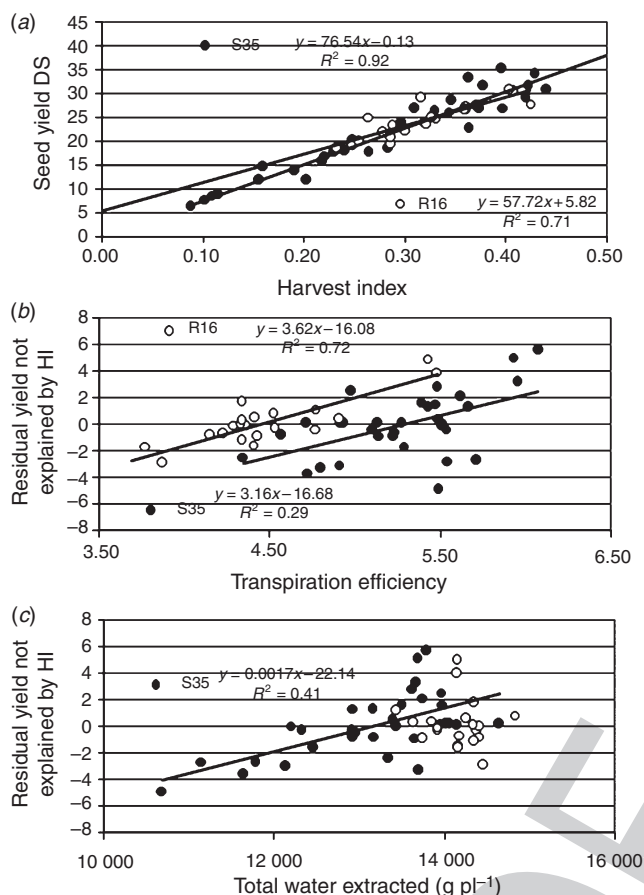 (a)
45
40
35
30
25
20
15
10
5
0
Seed yield DS
S35
y = 76.54x–0.13
R² = 0.92
R16
y = 57.72x+5.82
R² = 0.71
0.00 0.10 0.20 0.30 0.40 0.50
Harvest index
(b)
8
6
4
2
0
–2
–4
–6
–8
Residual yield not
explained by HI
R16
y = 3.62x–16.08
R² = 0.72
S35
y = 3.16x–16.68
R² = 0.29
3.50 4.50 5.50 6.50
Transpiration efficiency
(c)
8
6
4
2
0
–2
–4
–6
–8
Residual yield not
explained by HI
S35
y = 0.0017x–22.14
R² = 0.41
10 000 12 000 14 000 16 000
Total water extracted (g pl⁻¹)